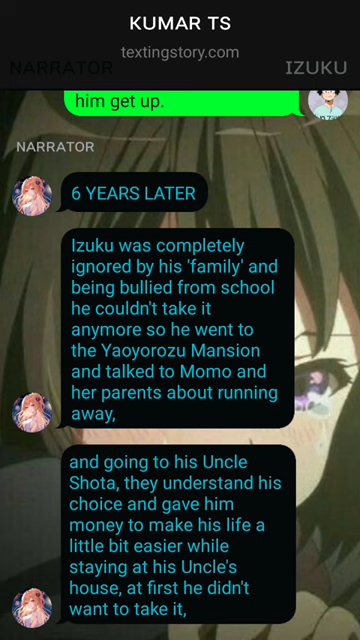 KUMAR TS
textingstory.com
NARRATOR
IZUKU
him get up.
NARRATOR
6 YEARS LATER
Izuku was completely
ignored by his 'family' and
being bullied from school
he couldn't take it
anymore so he went to
the Yaoyorozu Mansion
and talked to Momo and
her parents about running
away,
and going to his Uncle
Shota, they understand his
choice and gave him
money to make his life a
little bit easier while
staying at his Uncle's
house, at first he didn't
want to take it,